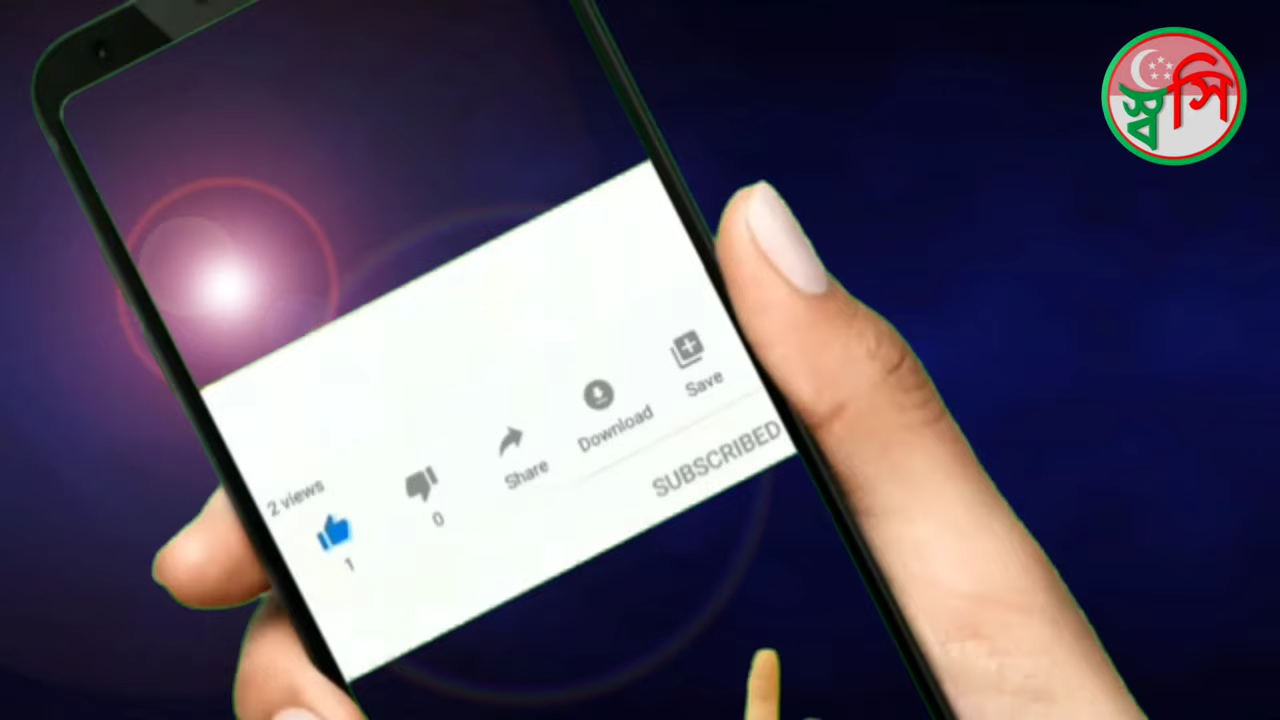 স্ব সি
2 views
1
0
Share
Download
Save
SUBSCRIBED